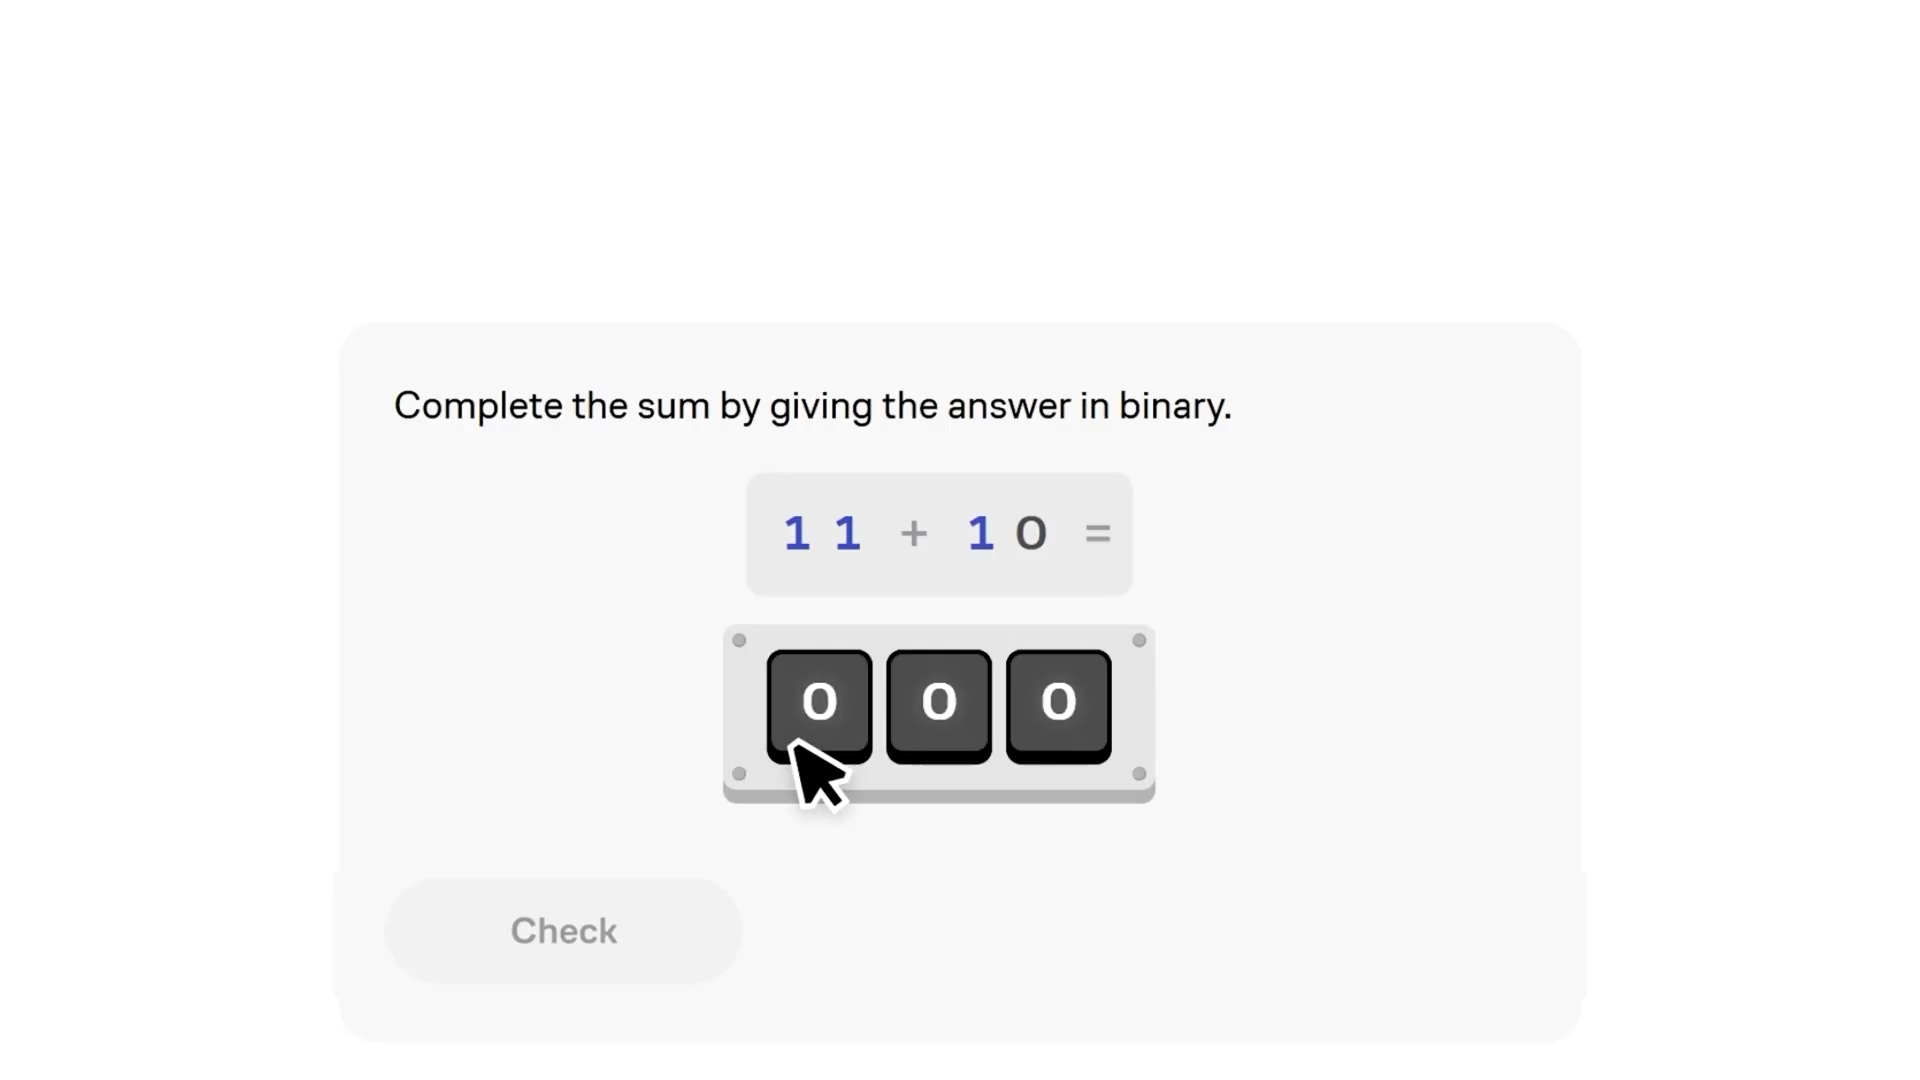 Complete the sum by giving the answer in binary.
1 1 + 1 0 =
0 0 0
Check